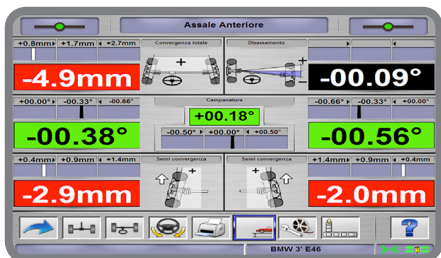 Assale Anteriore
+0.8mm +1.7mm +2.7mm
Convergenza totale
Disassamento
-4.9mm
-00.09°
+00.00° -00.33° -00.66°
Campanatura
-00.66° -00.33° +00.00°
+00.18°
-00.38°
-00.50° +00.00° +00.50°
-00.56°
+0.4mm +0.9mm +1.4mm
Semi convergenza
Semi convergenza
+1.4mm +0.9mm +0.4mm
-2.9mm
-2.0mm
?
BMW 3' E46